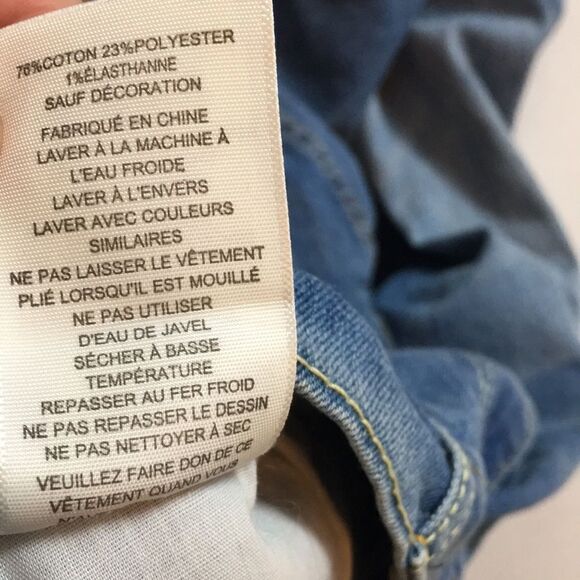 76%COTON 23%POLYESTER
1%ÉLASTHANNE
SAUF DÉCORATION
FABRIQUÉ EN CHINE
LAVER À LA MACHINE À
L'EAU FROIDE
LAVER À L'ENVERS
LAVER AVEC COULEURS
SIMILAIRES
NE PAS LAISSER LE VÊTEMENT
PLIÉ LORSQU'IL EST MOUILLÉ
NE PAS UTILISER
D'EAU DE JAVEL
SÉCHER À BASSE
TEMPÉRATURE
REPASSER AU FER FROID
NE PAS REPASSER LE DESSIN
NE PAS NETTOYER À SEC
VEUILLEZ FAIRE DON DE CE
VÊTEMENT QUAND VOUS